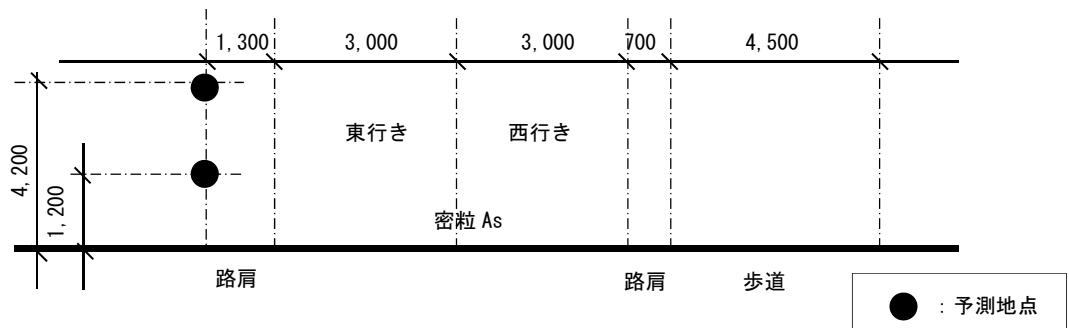 1,300 3,000 3,000 700 4,500
東行き 西行き
4,200
1,200
密粒 As
路肩 路肩 歩道
：予測地点